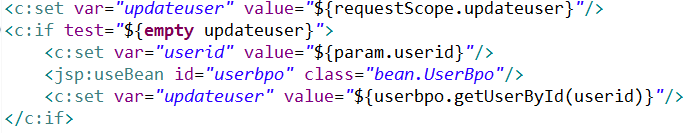 <c:set var="updateuser" value="${requestScope.updateuser}"/>
<c:if test="${empty updateuser}">
<c:set var="userid" value="${param.userid}"/>
<jsp:useBean id="userbpo" class="bean.UserBpo"/>
<c:set var="updateuser" value="${userbpo.getUserById(userid)}"/>
</c:if>